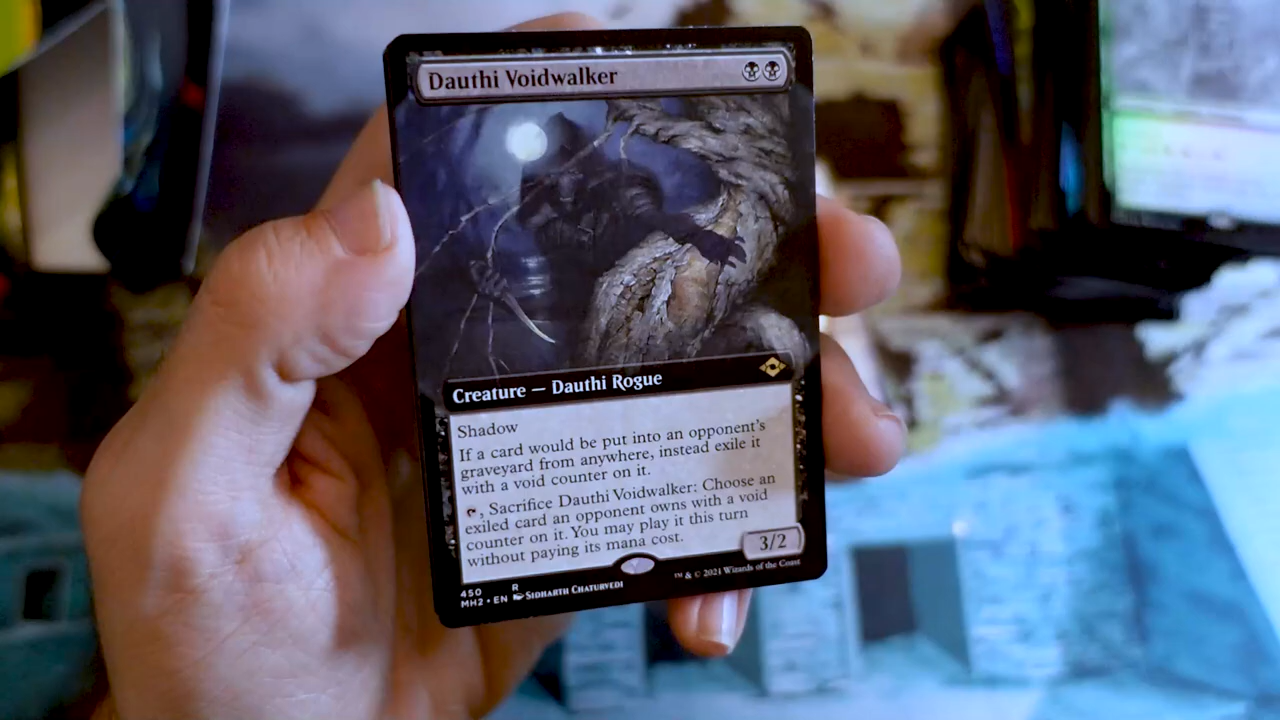 Dauthi Voidwalker
Creature — Dauthi Rogue
Shadow
If a card would be put into an opponent's
graveyard from anywhere, instead exile it
with a void counter on it.
, Sacrifice Dauthi Voidwalker: Choose an
exiled card an opponent owns with a void
counter on it. You may play it this turn
without paying its mana cost.
3/2
450 R
MH2 • EN Sidharth Chaturvedi
™ & © 2021 Wizards of the Coast